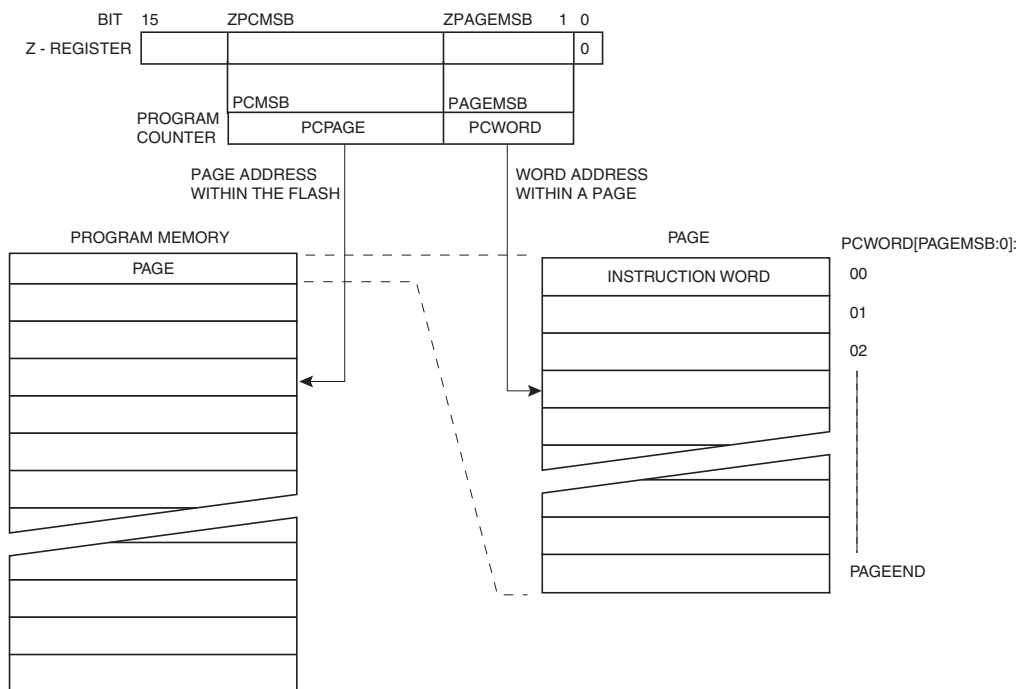 BIT 15 ZPCMSB ZPAGEMSB 1 0
Z - REGISTER 0
PCMSB PAGEMSB
PROGRAM
COUNTER
PCPAGE PCWORD
PAGE ADDRESS
WITHIN THE FLASH
WORD ADDRESS
WITHIN A PAGE
PROGRAM MEMORY
PAGE
PAGE
PCWORD[PAGEMSB:0]:
INSTRUCTION WORD
00
01
02
PAGEEND